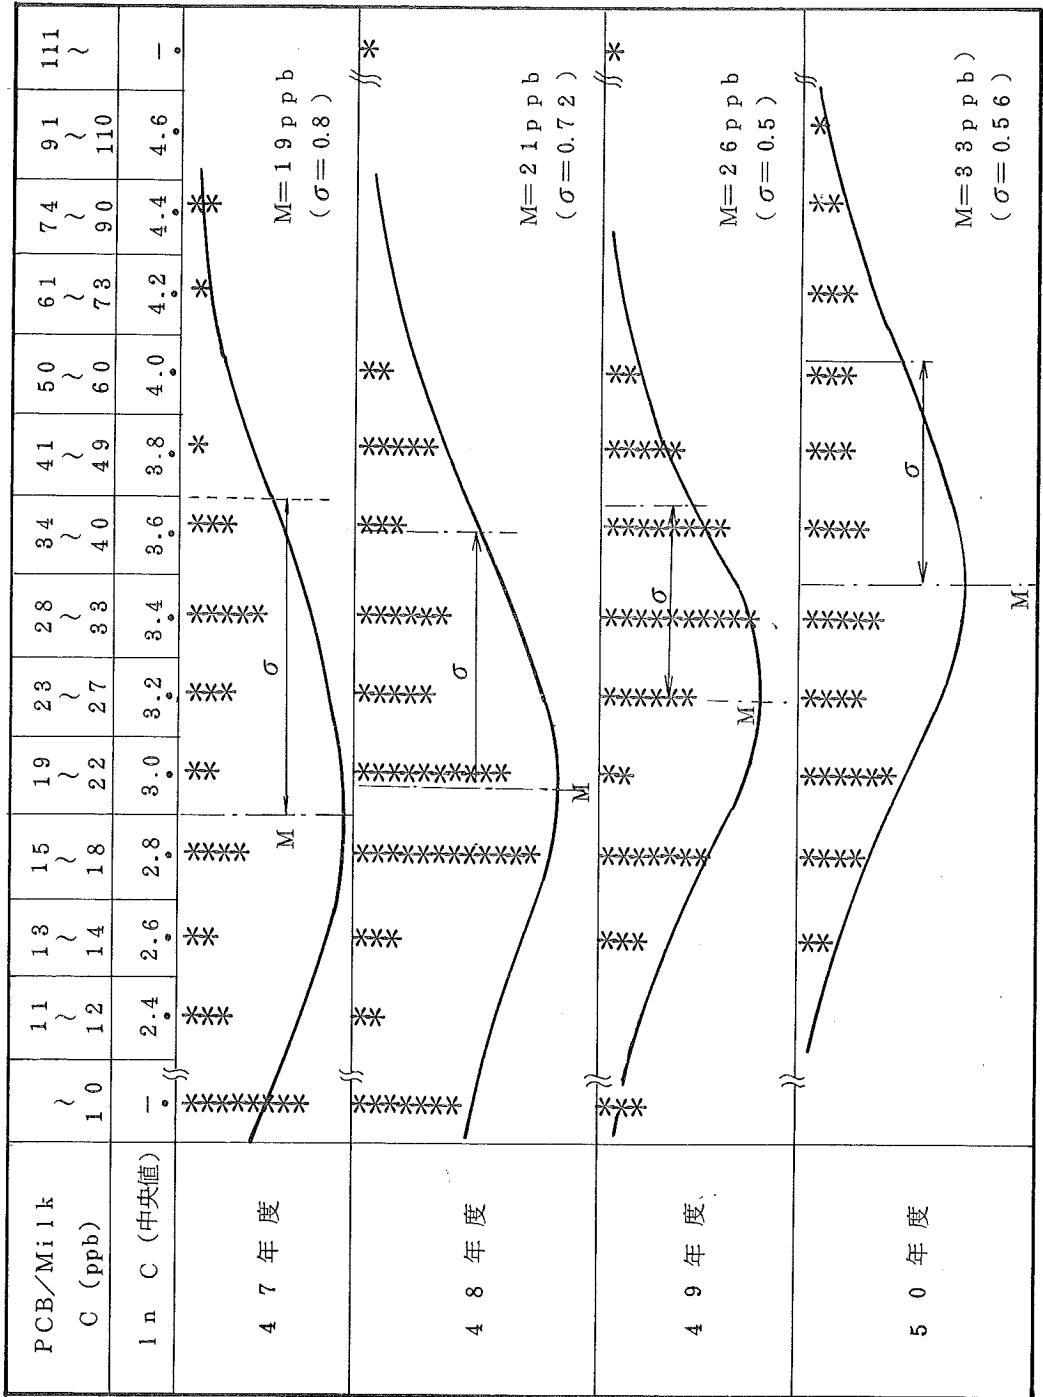 PCB/Milk
C (ppb)
~
10
11
~
12
13
~
14
15
~
18
19
~
22
23
~
27
28
~
33
34
~
40
41
~
49
50
~
60
61
~
73
74
~
90
91
~
110
111
~
ln C (中央値)
—
2.4
2.6
2.8
3.0
3.2
3.4
3.6
3.8
4.0
4.2
4.4
4.6
—
47年度
M
σ
M=19ppb
(σ=0.8)
48年度
M
σ
M=21ppb
(σ=0.72)
49年度
M
σ
M=26ppb
(σ=0.5)
50年度
M
σ
M=33ppb
(σ=0.56)